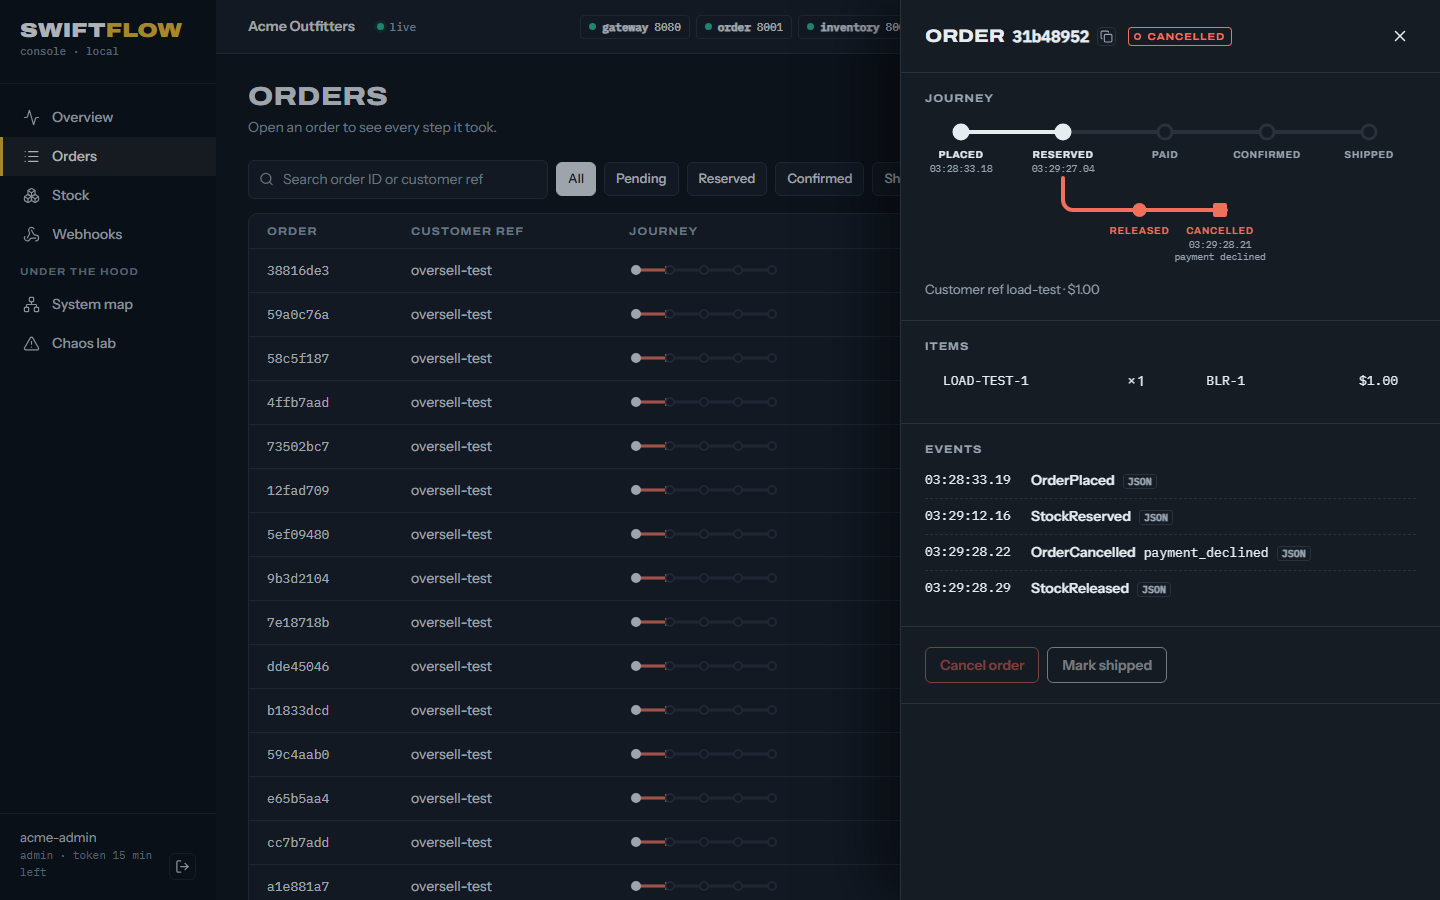 SWIFTFLOW
console · local
Overview
Orders
Stock
Webhooks
UNDER THE HOOD
System map
Chaos lab
acme-admin
admin · token 15 min
left
Acme Outfitters
live
gateway 8080
order 8001
inventory 80
ORDERS
Open an order to see every step it took.
Search order ID or customer ref
All
Pending
Reserved
Confirmed
Sh
ORDER CUSTOMER REF JOURNEY
38816de3 oversell-test
59a0c76a oversell-test
58c5f187 oversell-test
4ffb7aad oversell-test
73502bc7 oversell-test
12fad709 oversell-test
5ef09480 oversell-test
9b3d2104 oversell-test
7e18718b oversell-test
dde45046 oversell-test
b1833dcd oversell-test
59c4aab0 oversell-test
e65b5aa4 oversell-test
cc7b7add oversell-test
a1e881a7 oversell-test
ORDER 31b48952 CANCELLED
JOURNEY
PLACED RESERVED PAID CONFIRMED SHIPPED
03:28:33.18 03:29:27.04
RELEASED CANCELLED
03:29:28.21
payment declined
Customer ref load-test · $1.00
ITEMS
LOAD-TEST-1 ×1 BLR-1 $1.00
EVENTS
03:28:33.19 OrderPlaced JSON
03:29:12.16 StockReserved JSON
03:29:28.22 OrderCancelled payment_declined JSON
03:29:28.29 StockReleased JSON
Cancel order
Mark shipped